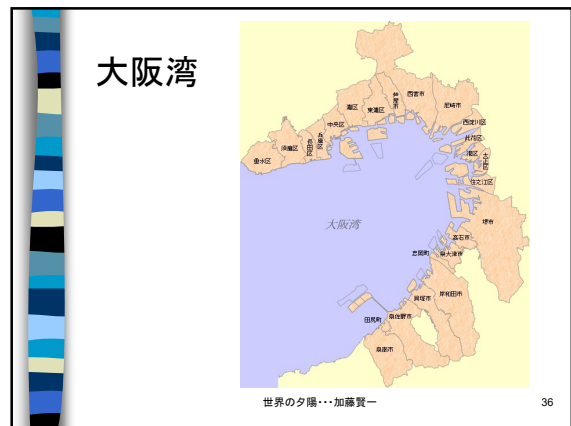 大阪湾
西宮市
尼崎市
芦屋市
灘区
東灘区
中央区
兵庫区
長田区
須磨区
垂水区
西淀川区
此花区
港区
大正区
住之江区
大阪湾
堺市
高石市
忠岡町
泉大津市
岸和田市
貝塚市
田尻町
泉佐野市
泉南市
世界の夕陽・・・加藤賢一
36